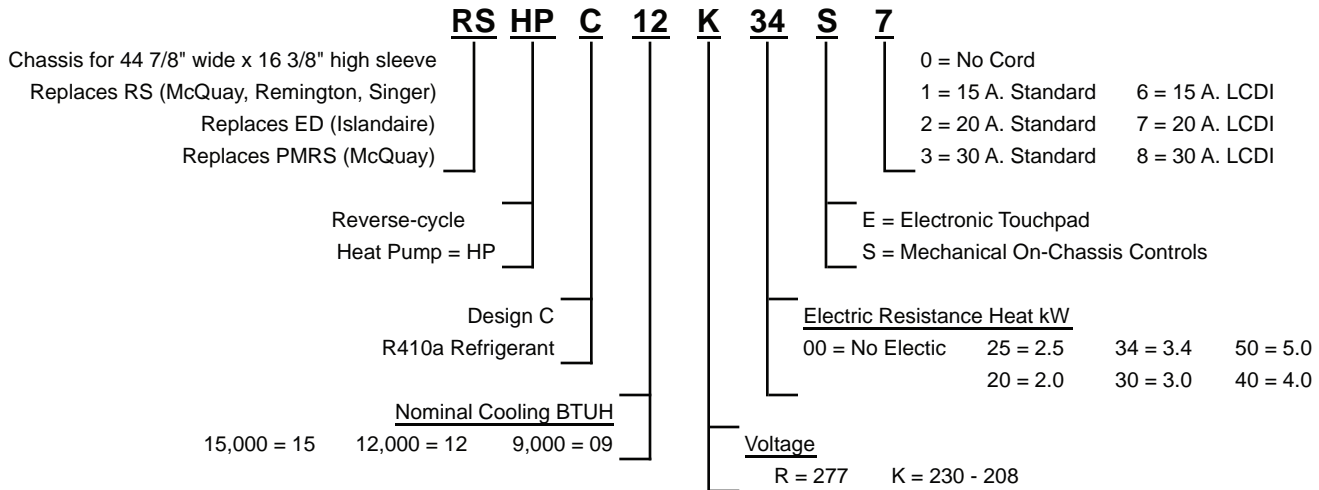 RS HP C 12 K 34 S 7
Chassis for 44 7/8" wide x 16 3/8" high sleeve
Replaces RS (McQuay, Remington, Singer)
Replaces ED (Islandaire)
Replaces PMRS (McQuay)
0 = No Cord
1 = 15 A. Standard 6 = 15 A. LCDI
2 = 20 A. Standard 7 = 20 A. LCDI
3 = 30 A. Standard 8 = 30 A. LCDI
Reverse-cycle
Heat Pump = HP
E = Electronic Touchpad
S = Mechanical On-Chassis Controls
Design C
R410a Refrigerant
Electric Resistance Heat kW
00 = No Electic 25 = 2.5 34 = 3.4 50 = 5.0
20 = 2.0 30 = 3.0 40 = 4.0
Nominal Cooling BTUH
15,000 = 15 12,000 = 12 9,000 = 09
Voltage
R = 277 K = 230 - 208